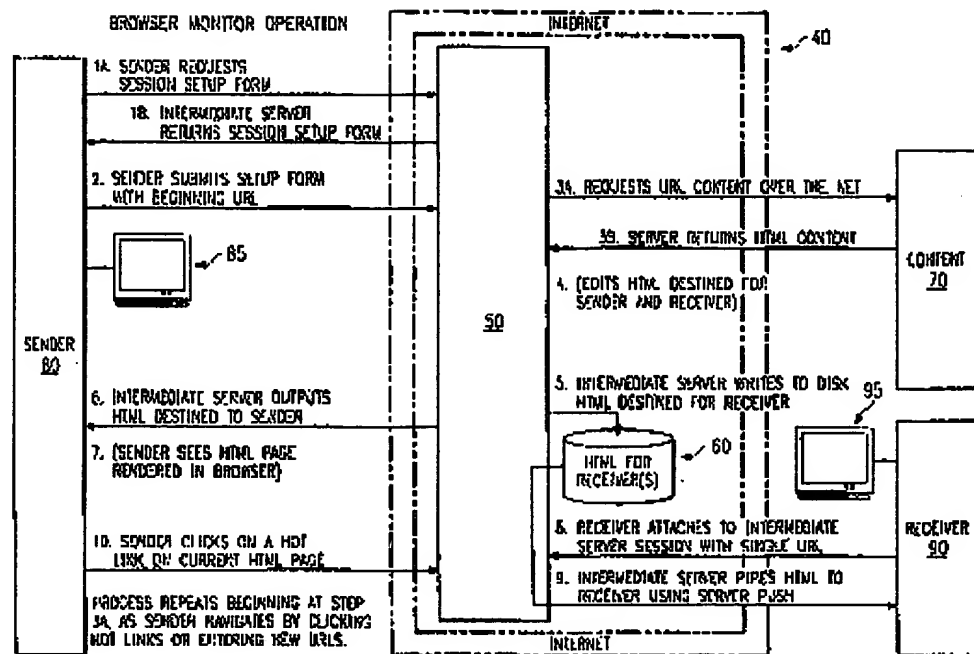 BROWSER MONITOR OPERATION
INTERNET
40
1A. SENDER REQUESTS
SESSION SETUP FORM
1B. INTERMEDIATE SERVER
RETURNS SESSION SETUP FORM
2. SENDER SUBMITS SETUP FORM
WITH BEGINNING URL
3A. REQUESTS URL CONTENT OVER THE NET
3B. SERVER RETURNS HTML CONTENT
CONTENT
70
85
4. (EDITS HTML DESTINED FOR
SENDER AND RECEIVER)
SENDER
80
50
5. INTERMEDIATE SERVER WRITES TO DISK
HTML DESTINED FOR RECEIVER
95
6. INTERMEDIATE SERVER OUTPUTS
HTML DESTINED TO SENDER
7. (SENDER SEES HTML PAGE
RENDERED IN BROWSER)
60
HTML FOR
RECEIVER(S)
8. RECEIVER ATTACHES TO INTERMEDIATE
SERVER SESSION WITH SINGLE URL
RECEIVER
90
10. SENDER CLICKS ON A HOT
LINK ON CURRENT HTML PAGE
9. INTERMEDIATE SERVER PIPES HTML TO
RECEIVER USING SERVER PUSH
PROCESS REPEATS BEGINNING AT STEP
3A, AS SENDER NAVIGATES BY CLICKING
HOT LINKS OR ENTERING NEW URLS.
INTERNET